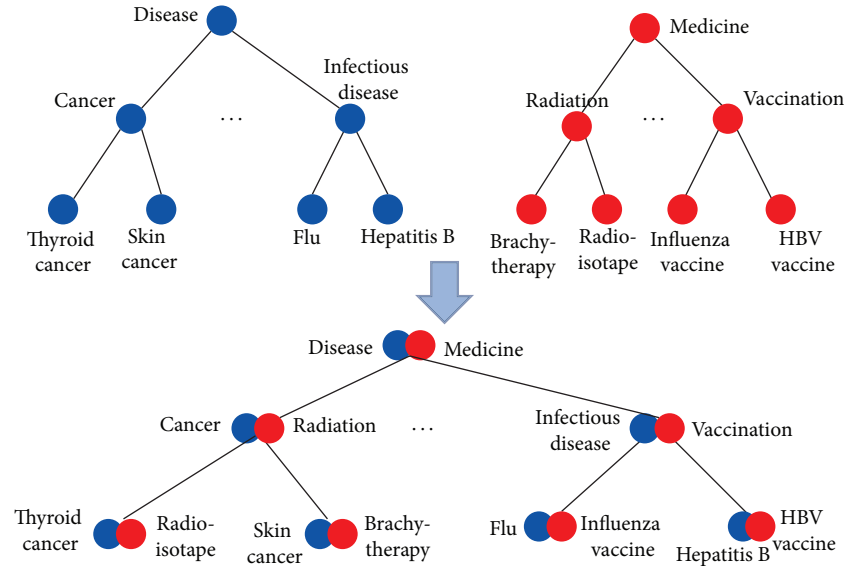 Disease
Cancer
...
Infectious
disease
Thyroid
cancer
Skin
cancer
Flu
Hepatitis B
Medicine
Radiation
...
Vaccination
Brachy-
therapy
Radio-
isotape
Influenza
vaccine
HBV
vaccine
Disease
Medicine
Cancer
Radiation
...
Infectious
disease
Vaccination
Thyroid
cancer
Radio-
isotape
Skin
cancer
Brachy-
therapy
Flu
Influenza
vaccine
Hepatitis B
HBV
vaccine